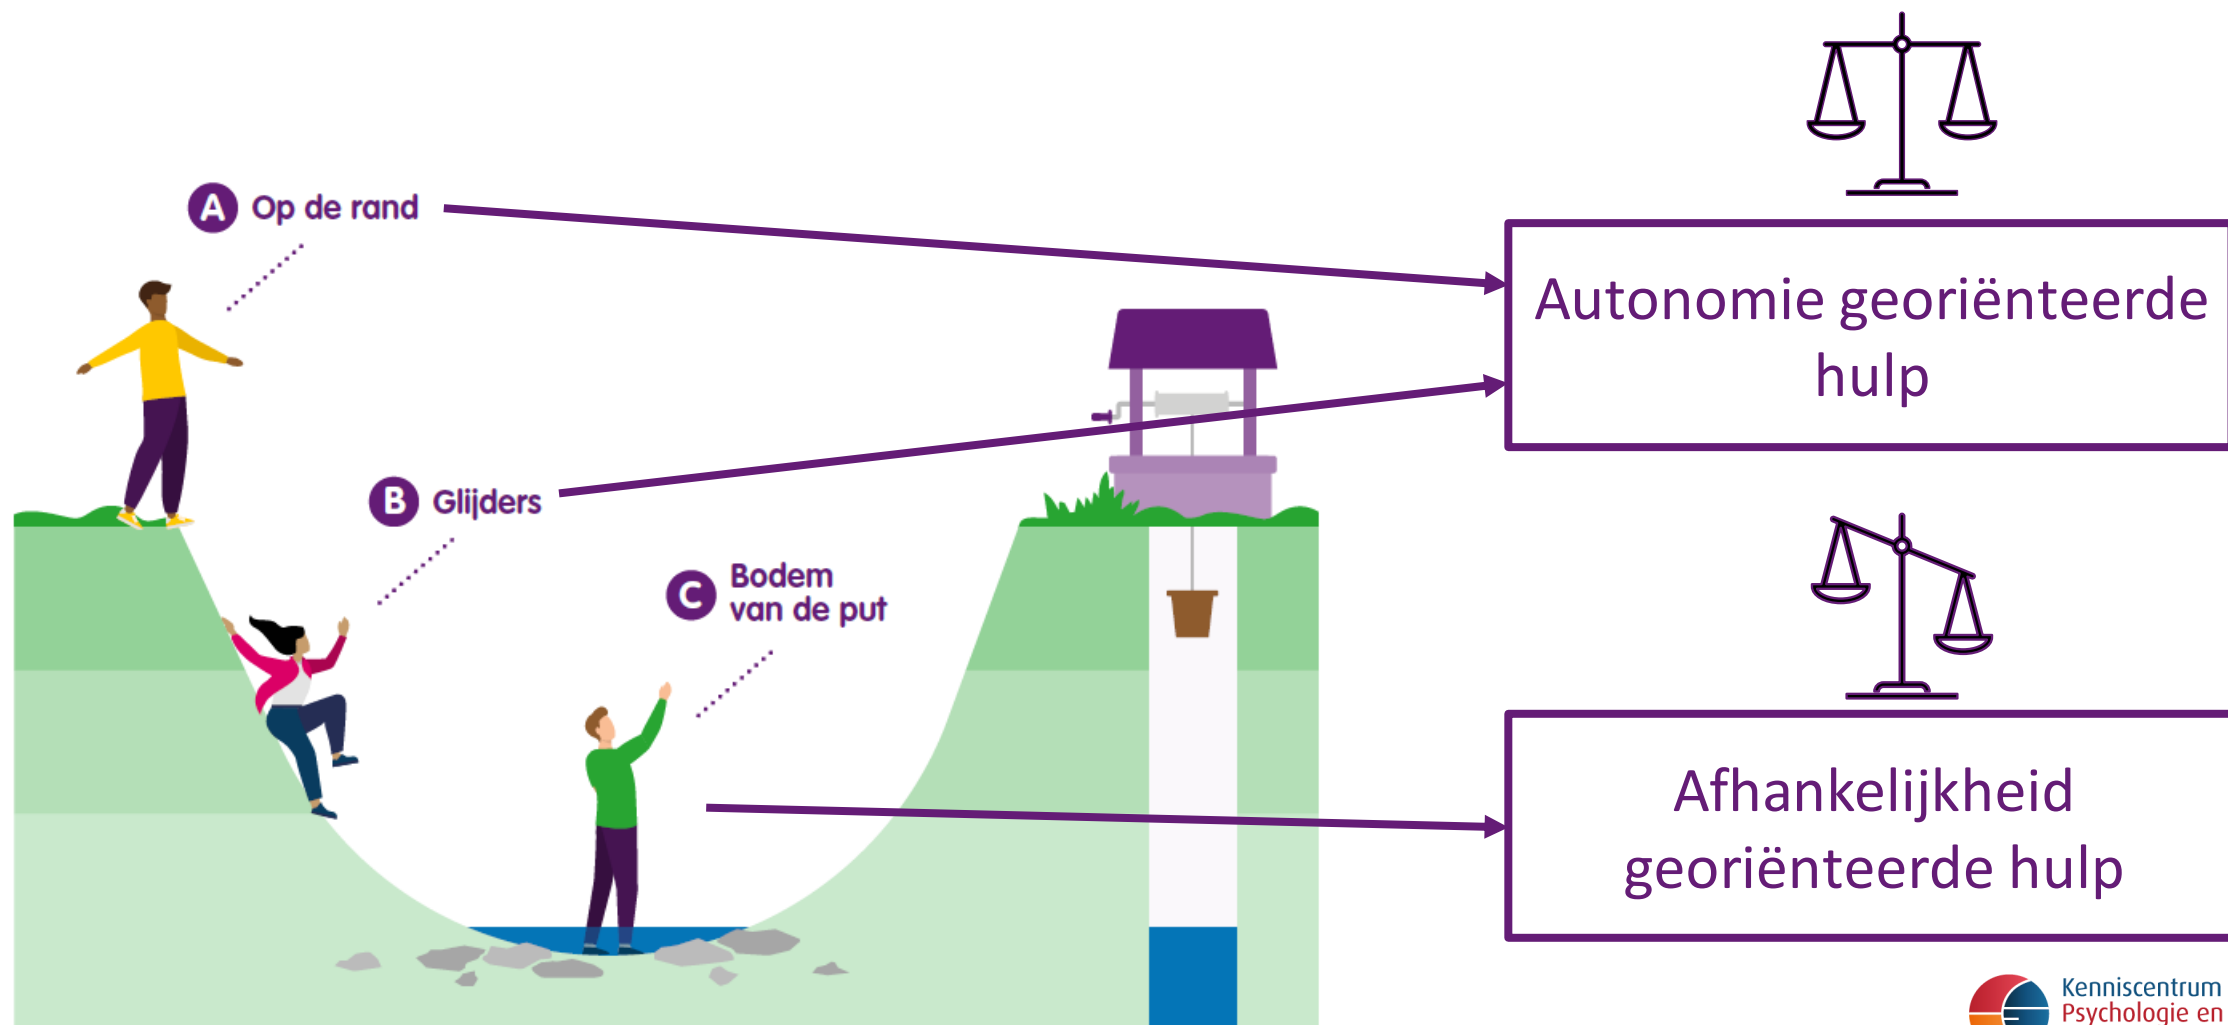 A Op de rand
Autonomie georiënteerde
hulp
B Glijders
C Bodem
van de put
Afhankelijkheid
georiënteerde hulp
Kenniscentrum
Psychologie en